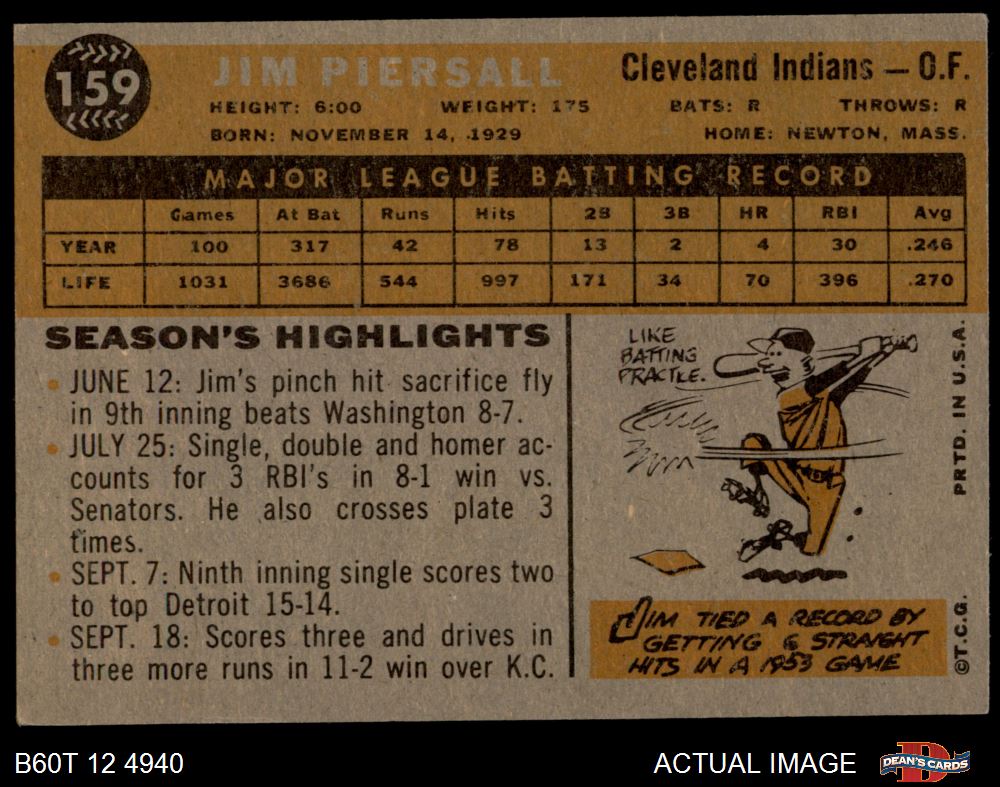 159
JIM PIERSALL
Cleveland Indians — O.F.
HEIGHT: 6:00 WEIGHT: 175 BATS: R THROWS: R
BORN: NOVEMBER 14, 1929 HOME: NEWTON, MASS.
MAJOR LEAGUE BATTING RECORD
Games At Bat Runs Hits 2B 3B HR RBI Avg
YEAR 100 317 42 78 13 2 4 30 .246
LIFE 1031 3686 544 997 171 34 70 396 .270
SEASON'S HIGHLIGHTS
• JUNE 12: Jim's pinch hit sacrifice fly
in 9th inning beats Washington 8-7.
• JULY 25: Single, double and homer ac-
counts for 3 RBI's in 8-1 win vs.
Senators. He also crosses plate 3
times.
• SEPT. 7: Ninth inning single scores two
to top Detroit 15-14.
• SEPT. 18: Scores three and drives in
three more runs in 11-2 win over K.C.
LIKE
BATTING
PRACTICE.
JIM TIED A RECORD BY
GETTING 6 STRAIGHT
HITS IN A 1953 GAME
©T.C.G. PRTD. IN U.S.A.
B60T 12 4940
ACTUAL IMAGE
DEAN'S CARDS